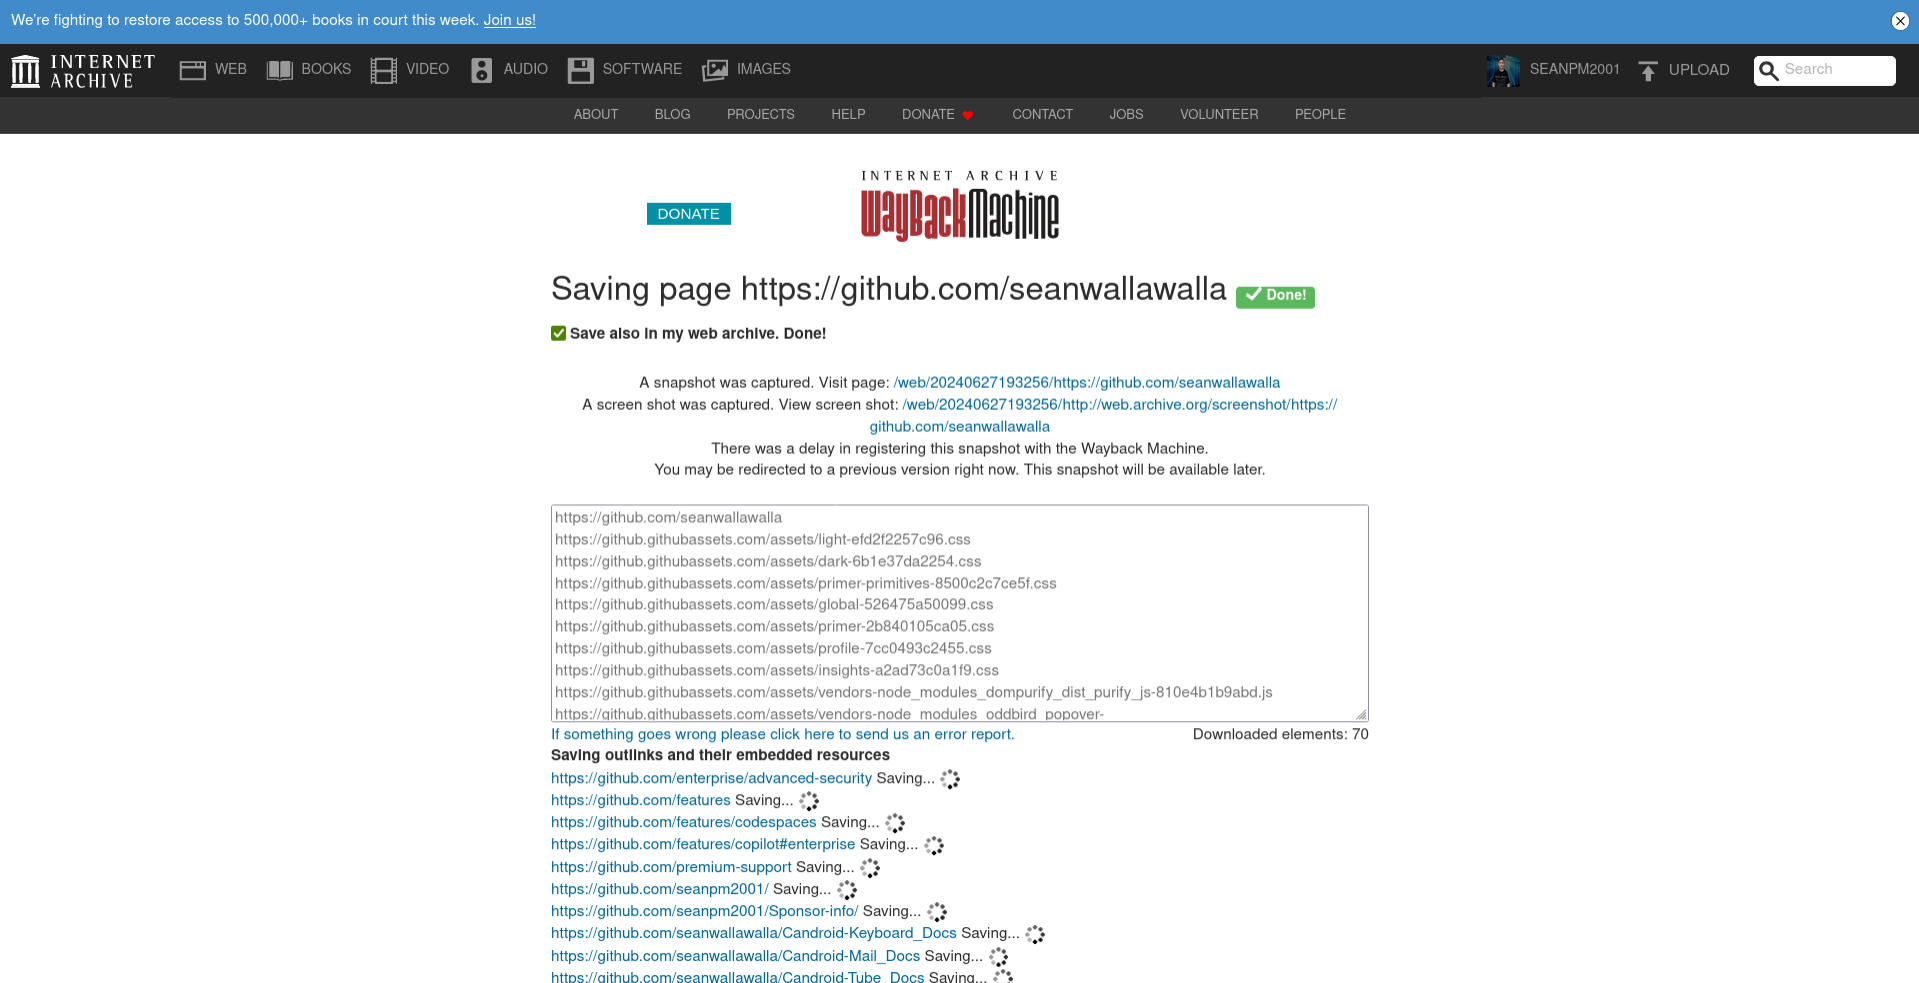 We're fighting to restore access to 500,000+ books in court this week. Join us!
INTERNET ARCHIVE
WEB
BOOKS
VIDEO
AUDIO
SOFTWARE
IMAGES
SEANPM2001
UPLOAD
Search
ABOUT
BLOG
PROJECTS
HELP
DONATE
CONTACT
JOBS
VOLUNTEER
PEOPLE
INTERNET ARCHIVE
WayBackMachine
DONATE
Saving page https://github.com/seanwallawalla Done!
Save also in my web archive. Done!
A snapshot was captured. Visit page: /web/20240627193256/https://github.com/seanwallawalla
A screen shot was captured. View screen shot: /web/20240627193256/http://web.archive.org/screenshot/https://
github.com/seanwallawalla
There was a delay in registering this snapshot with the Wayback Machine.
You may be redirected to a previous version right now. This snapshot will be available later.
https://github.com/seanwallawalla
https://github.githubassets.com/assets/light-efd2f2257c96.css
https://github.githubassets.com/assets/dark-6b1e37da2254.css
https://github.githubassets.com/assets/primer-primitives-8500c2c7ce5f.css
https://github.githubassets.com/assets/global-526475a50099.css
https://github.githubassets.com/assets/primer-2b840105ca05.css
https://github.githubassets.com/assets/profile-7cc0493c2455.css
https://github.githubassets.com/assets/insights-a2ad73c0a1f9.css
https://github.githubassets.com/assets/vendors-node_modules_dompurify_dist_purify_js-810e4b1b9abd.js
https://github.githubassets.com/assets/vendors-node_modules_oddbird_popover-
If something goes wrong please click here to send us an error report.
Downloaded elements: 70
Saving outlinks and their embedded resources
https://github.com/enterprise/advanced-security Saving...
https://github.com/features Saving...
https://github.com/features/codespaces Saving...
https://github.com/features/copilot#enterprise Saving...
https://github.com/premium-support Saving...
https://github.com/seanpm2001/ Saving...
https://github.com/seanpm2001/Sponsor-info/ Saving...
https://github.com/seanwallawalla/Candroid-Keyboard_Docs Saving...
https://github.com/seanwallawalla/Candroid-Mail_Docs Saving...
https://github.com/seanwallawalla/Candroid-Tube_Docs Saving...